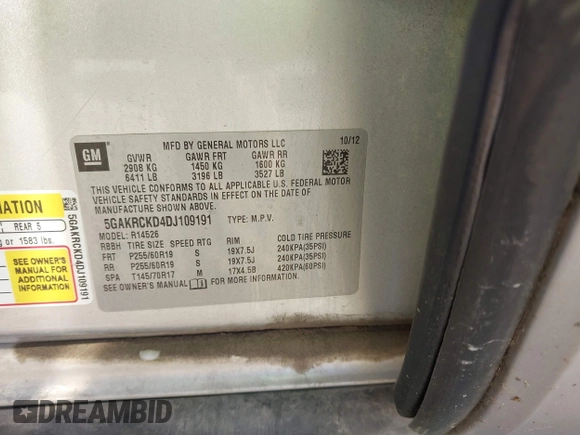 GM
MFD BY GENERAL MOTORS LLC 10/12
GVWR GAWR FRT GAWR RR
2908 KG 1450 KG 1600 KG
6411 LB 3196 LB 3527 LB
THIS VEHICLE CONFORMS TO ALL APPLICABLE U.S. FEDERAL MOTOR
VEHICLE SAFETY STANDARDS IN EFFECT ON THE DATE OF
MANUFACTURE SHOWN ABOVE.
5GAKRCKD4DJ109191 TYPE: M.P.V.
MODEL: R14526
RBBH TIRE SIZE SPEED RTG RIM COLD TIRE PRESSURE
FRT P255/60R19 S 19X7.5J 240KPA(35PSI)
RR P255/60R19 S 19X7.5J 240KPA(35PSI)
SPA T145/70R17 M 17X4.5B 420KPA(60PSI)
SEE OWNER'S MANUAL FOR MORE INFORMATION
MATION
REAR 5
or 1583 lbs.
SEE OWNER'S
MANUAL FOR
ADDITIONAL
INFORMATION
5GAKRCKD4DJ109191
DREAMBID